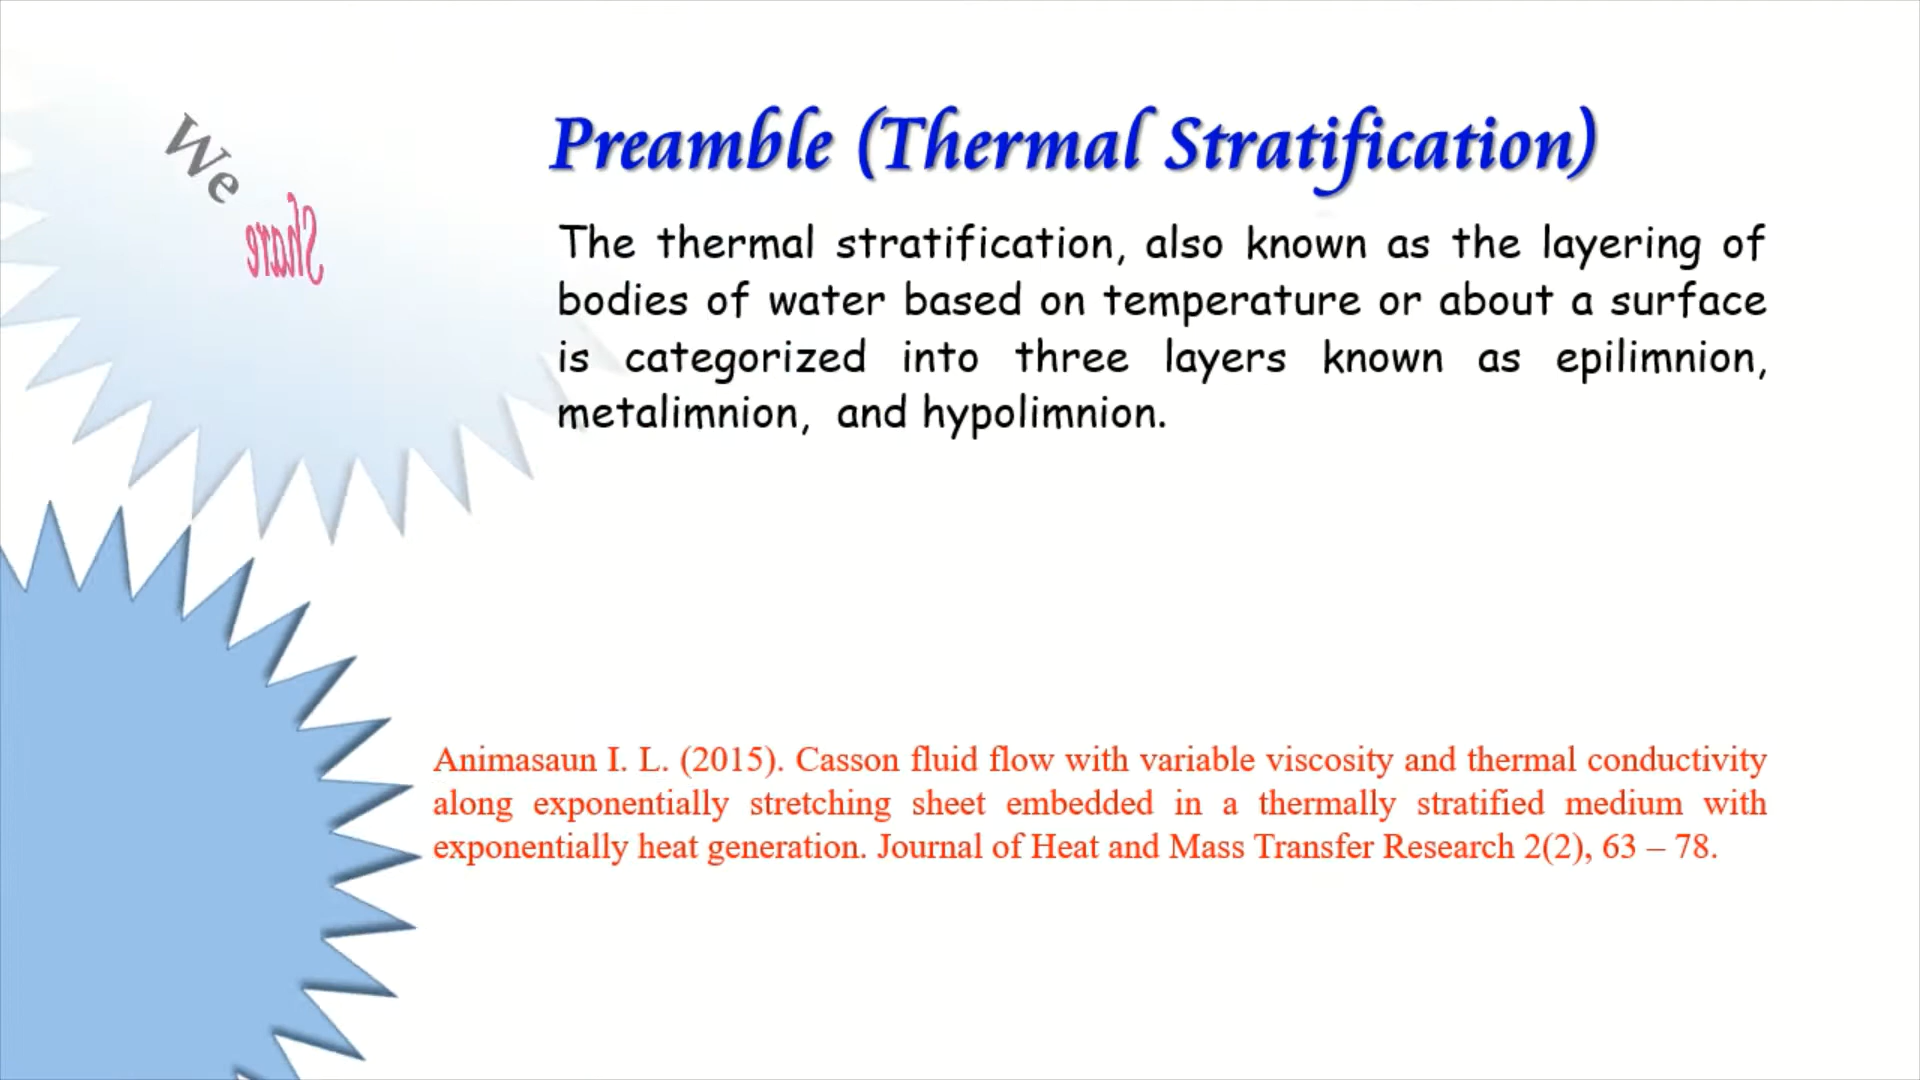 We
Share
Preamble (Thermal Stratification)
The thermal stratification, also known as the layering of
bodies of water based on temperature or about a surface
is categorized into three layers known as epilimnion,
metalimnion, and hypolimnion.
Animasaun I. L. (2015). Casson fluid flow with variable viscosity and thermal conductivity
along exponentially stretching sheet embedded in a thermally stratified medium with
exponentially heat generation. Journal of Heat and Mass Transfer Research 2(2), 63 – 78.